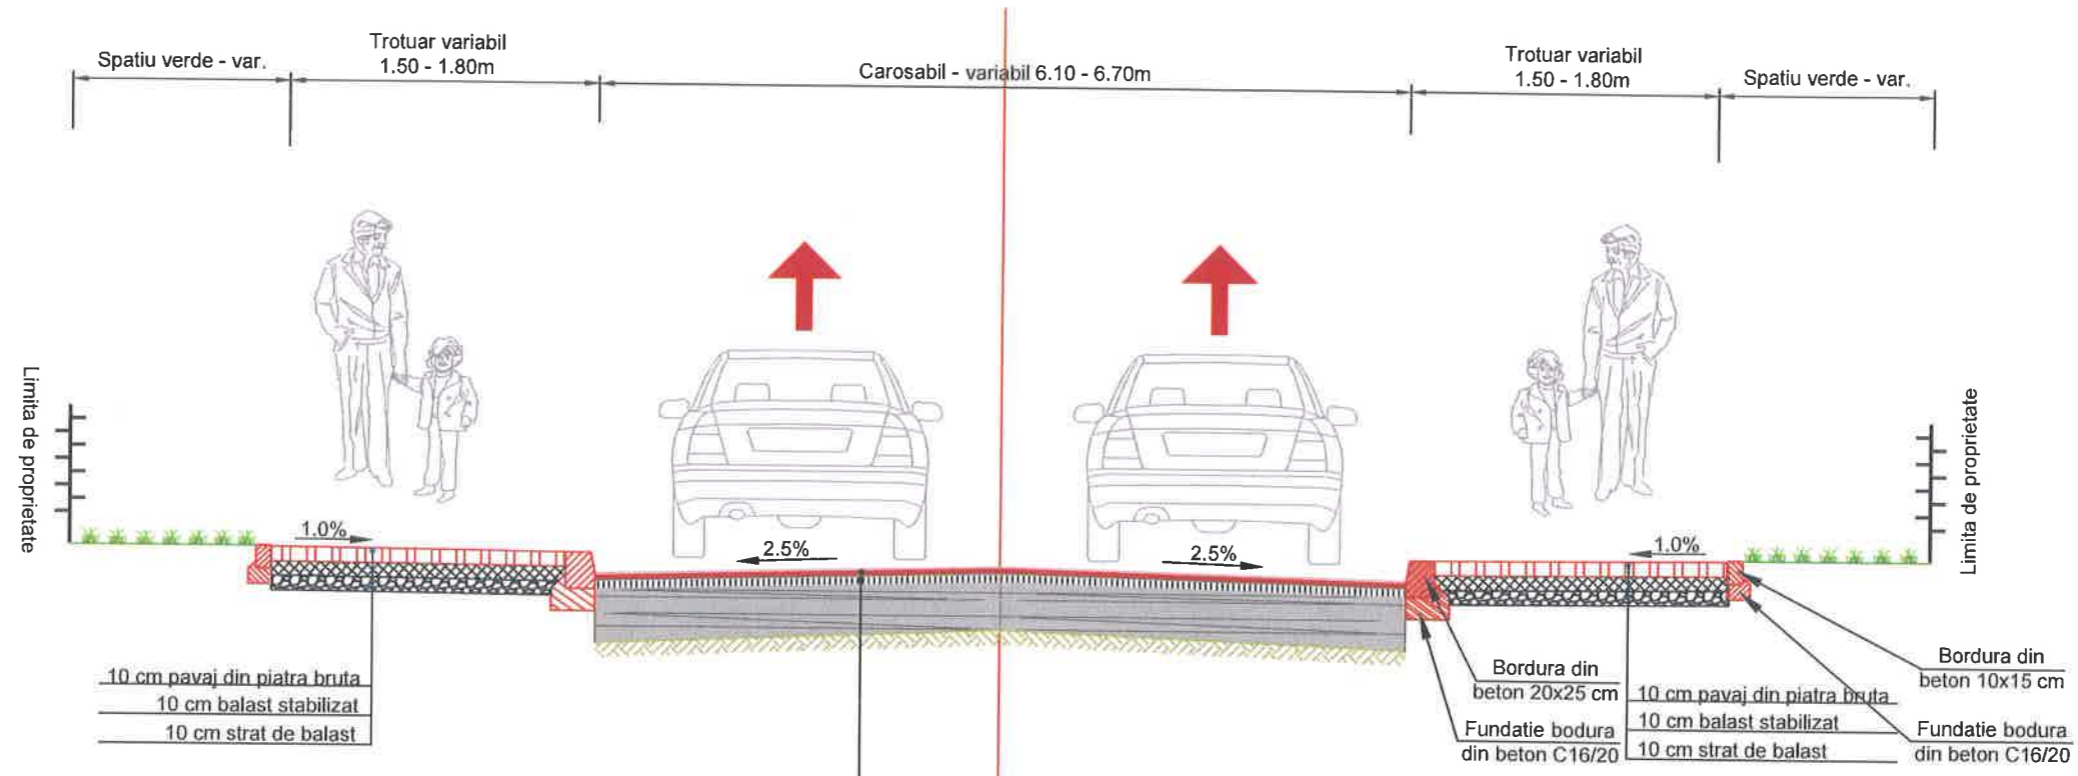 Spatiu verde - var.
Trotuar variabil
1.50 - 1.80m
Carosabil - variabil 6.10 - 6.70m
Trotuar variabil
1.50 - 1.80m
Spatiu verde - var.
Limita de proprietate
Limita de proprietate
1.0%
2.5%
2.5%
1.0%
10 cm pavaj din piatra bruta
10 cm balast stabilizat
10 cm strat de balast
Bordura din
beton 20x25 cm
Fundatie bodura
din beton C16/20
10 cm pavaj din piatra bruta
10 cm balast stabilizat
10 cm strat de balast
Bordura din
beton 10x15 cm
Fundatie bodura
din beton C16/20